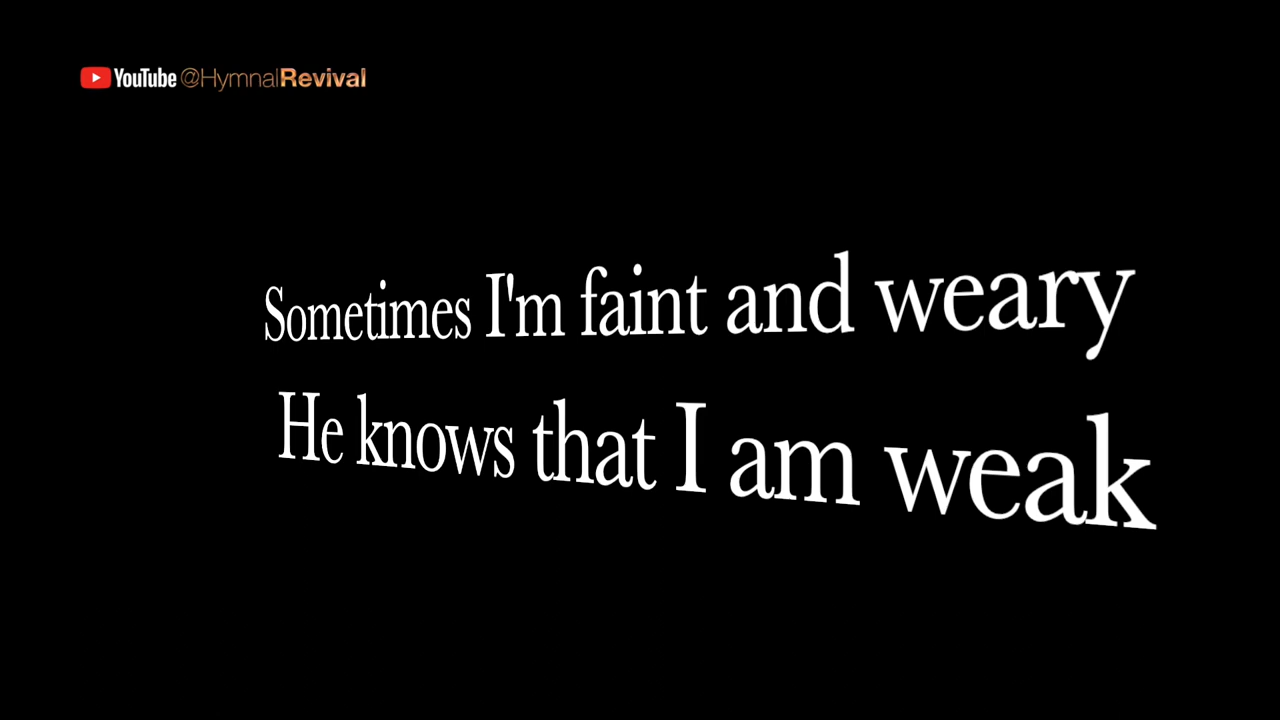 YouTube @HymnalRevival
Sometimes I'm faint and weary
He knows that I am weak